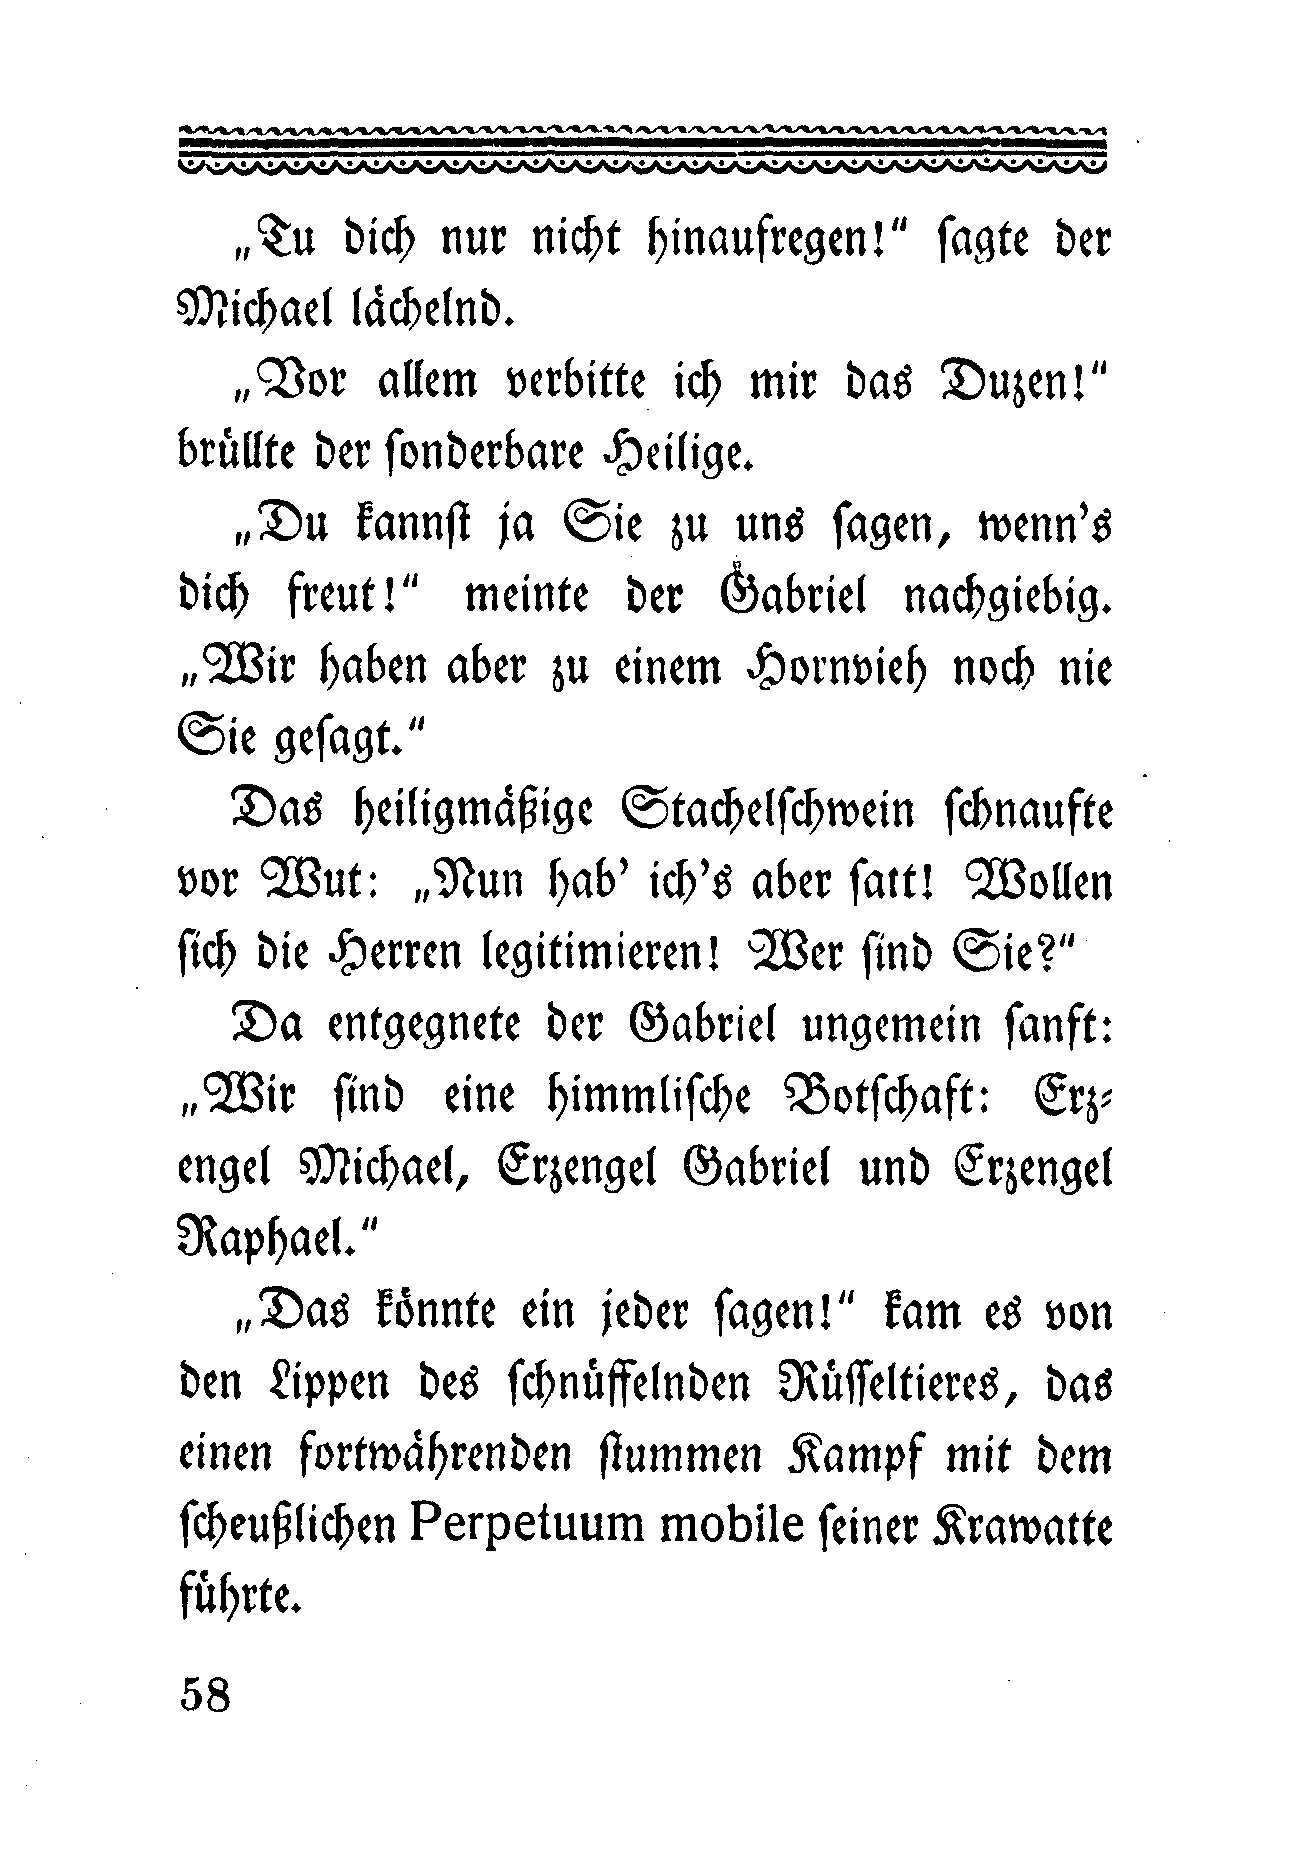 „Tu dich nur nicht hinaufregen!“ sagte der
Michael lächelnd.
„Vor allem verbitte ich mir das Duzen!“
brüllte der sonderbare Heilige.
„Du kannst ja Sie zu uns sagen, wenn's
dich freut!“ meinte der Gabriel nachgiebig.
„Wir haben aber zu einem Hornvieh noch nie
Sie gesagt.“
Das heiligmäßige Stachelschwein schnaufte
vor Wut: „Nun hab' ich's aber satt! Wollen
sich die Herren legitimieren! Wer sind Sie?“
Da entgegnete der Gabriel ungemein sanft:
„Wir sind eine himmlische Botschaft: Erz-
engel Michael, Erzengel Gabriel und Erzengel
Raphael.“
„Das könnte ein jeder sagen!“ kam es von
den Lippen des schnüffelnden Rüsseltieres, das
einen fortwährenden stummen Kampf mit dem
scheußlichen Perpetuum mobile seiner Krawatte
führte.
58